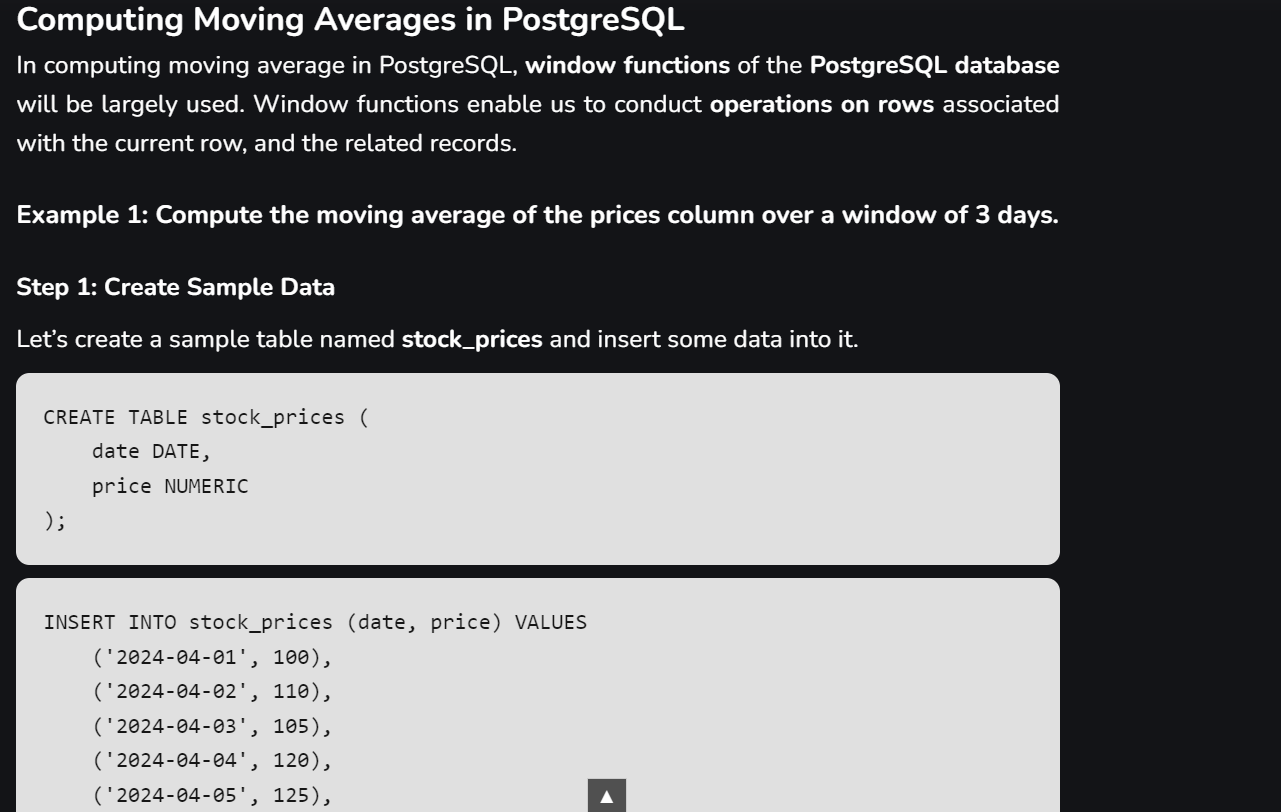 Computing Moving Averages in PostgreSQL
In computing moving average in PostgreSQL, window functions of the PostgreSQL database
will be largely used. Window functions enable us to conduct operations on rows associated
with the current row, and the related records.
Example 1: Compute the moving average of the prices column over a window of 3 days.
Step 1: Create Sample Data
Let’s create a sample table named stock_prices and insert some data into it.
CREATE TABLE stock_prices (
    date DATE,
    price NUMERIC
);
INSERT INTO stock_prices (date, price) VALUES
    ('2024-04-01', 100),
    ('2024-04-02', 110),
    ('2024-04-03', 105),
    ('2024-04-04', 120),
    ('2024-04-05', 125),